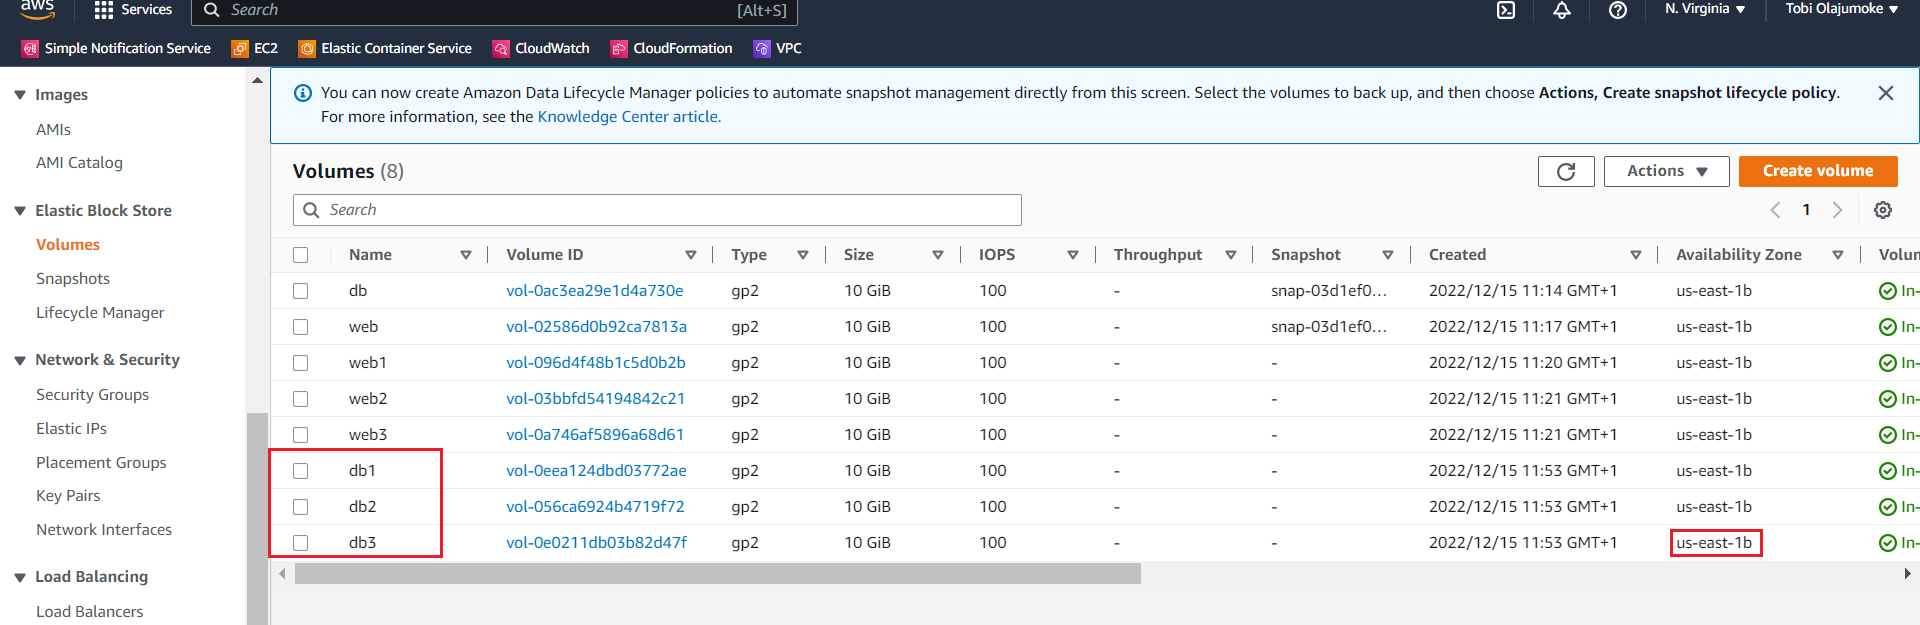 aws
Services
Search
[Alt+S]
N. Virginia
Tobi Olajumoke
Simple Notification Service
EC2
Elastic Container Service
CloudWatch
CloudFormation
VPC
Images
AMIs
AMI Catalog
Elastic Block Store
Volumes
Snapshots
Lifecycle Manager
Network & Security
Security Groups
Elastic IPs
Placement Groups
Key Pairs
Network Interfaces
Load Balancing
Load Balancers
You can now create Amazon Data Lifecycle Manager policies to automate snapshot management directly from this screen. Select the volumes to back up, and then choose Actions, Create snapshot lifecycle policy.
For more information, see the Knowledge Center article.
Volumes (8)
Actions
Create volume
Search
1
Name Volume ID Type Size IOPS Throughput Snapshot Created Availability Zone Volum
db vol-0ac3ea29e1d4a730e gp2 10 GiB 100 - snap-03d1ef0... 2022/12/15 11:14 GMT+1 us-east-1b In-
web vol-02586d0b92ca7813a gp2 10 GiB 100 - snap-03d1ef0... 2022/12/15 11:17 GMT+1 us-east-1b In-
web1 vol-096d4f48b1c5d0b2b gp2 10 GiB 100 - - 2022/12/15 11:20 GMT+1 us-east-1b In-
web2 vol-03bbfd54194842c21 gp2 10 GiB 100 - - 2022/12/15 11:21 GMT+1 us-east-1b In-
web3 vol-0a746af5896a68d61 gp2 10 GiB 100 - - 2022/12/15 11:21 GMT+1 us-east-1b In-
db1 vol-0eea124dbd03772ae gp2 10 GiB 100 - - 2022/12/15 11:53 GMT+1 us-east-1b In-
db2 vol-056ca6924b4719f72 gp2 10 GiB 100 - - 2022/12/15 11:53 GMT+1 us-east-1b In-
db3 vol-0e0211db03b82d47f gp2 10 GiB 100 - - 2022/12/15 11:53 GMT+1 us-east-1b In-